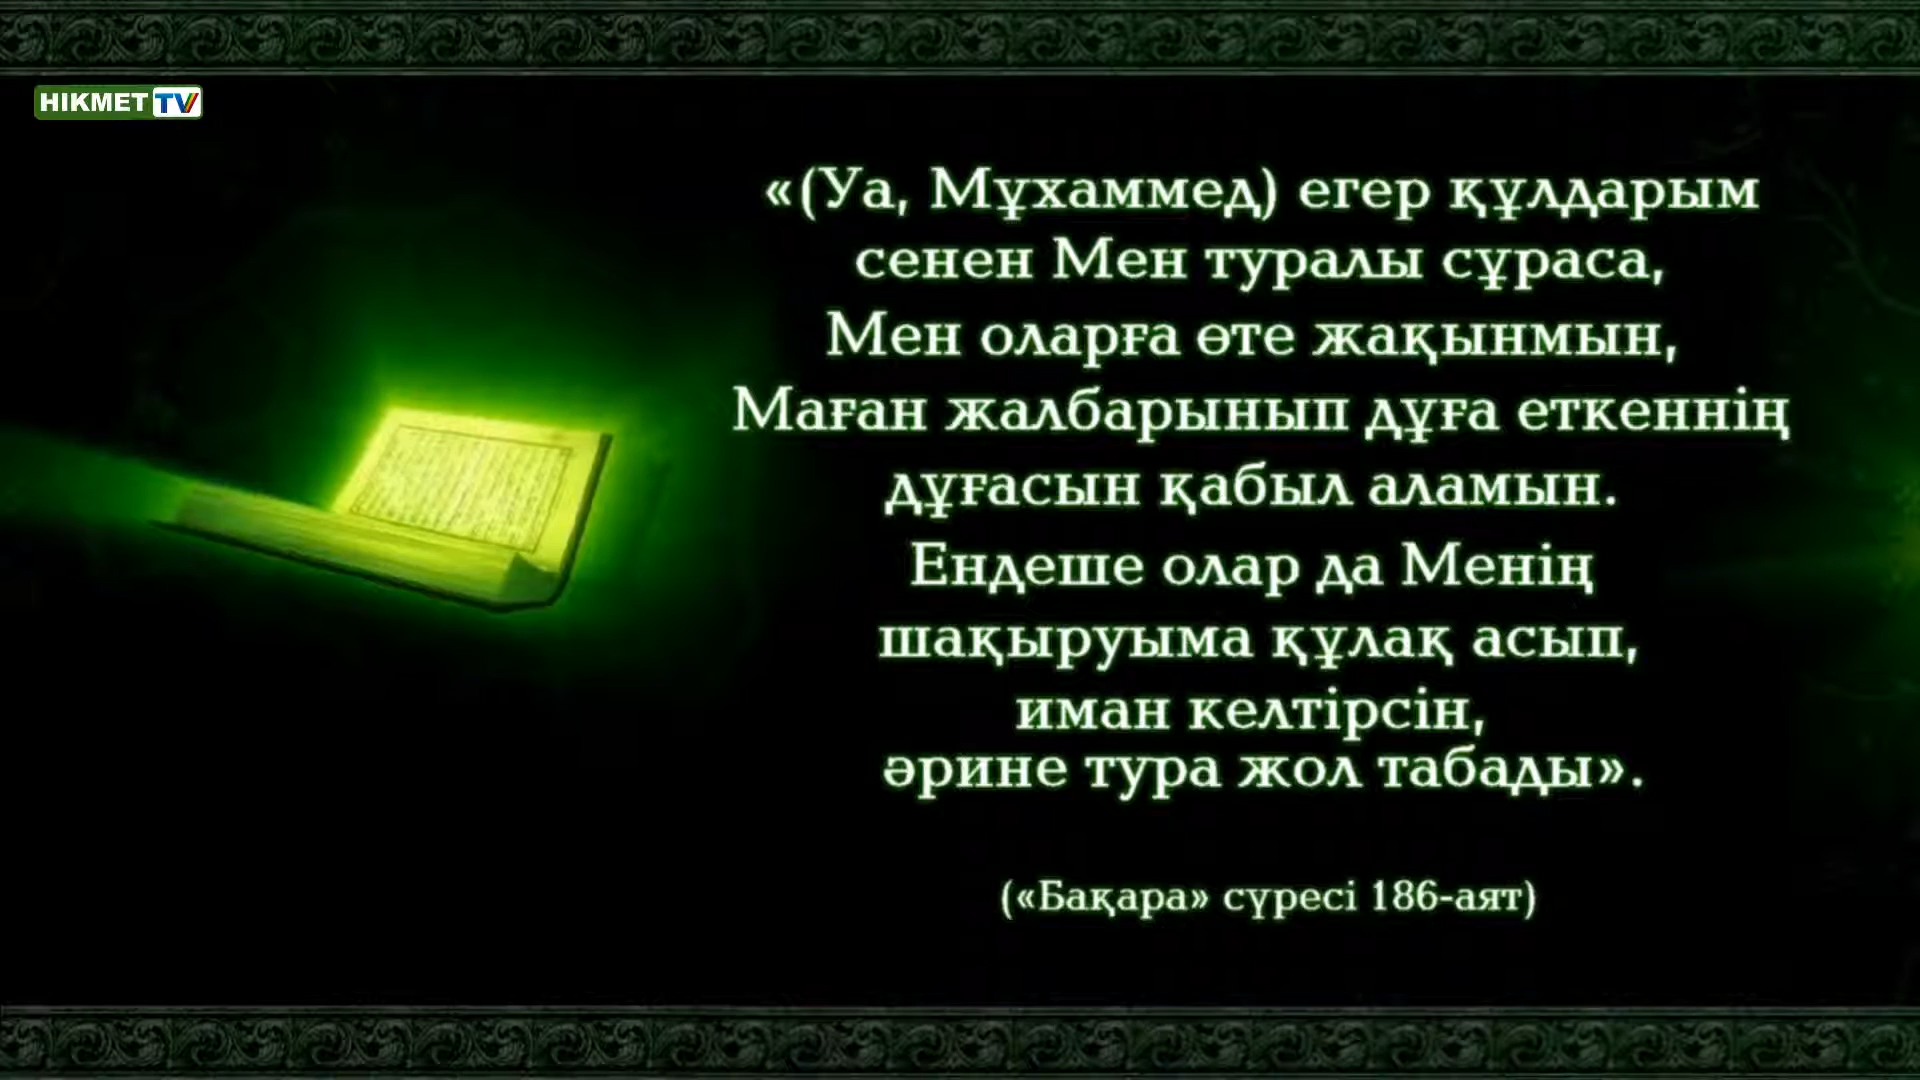 HIKMET TV
«(Уа, Мұхаммед) егер құлдарым
сенен Мен туралы сұраса,
Мен оларға өте жақынмын,
Маған жалбарынып дұға еткеннің
дұғасын қабыл аламын.
Ендеше олар да Менің
шақыруыма құлақ асып,
иман келтірсін,
әрине тура жол табады».
(«Бақара» сүресі 186-аят)